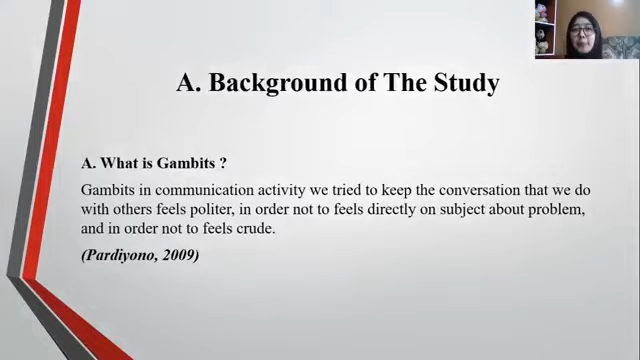 A. Background of The Study
A. What is Gambits ?
Gambits in communication activity we tried to keep the conversation that we do
with others feels politer, in order not to feels directly on subject about problem,
and in order not to feels crude.
(Pardiyono, 2009)